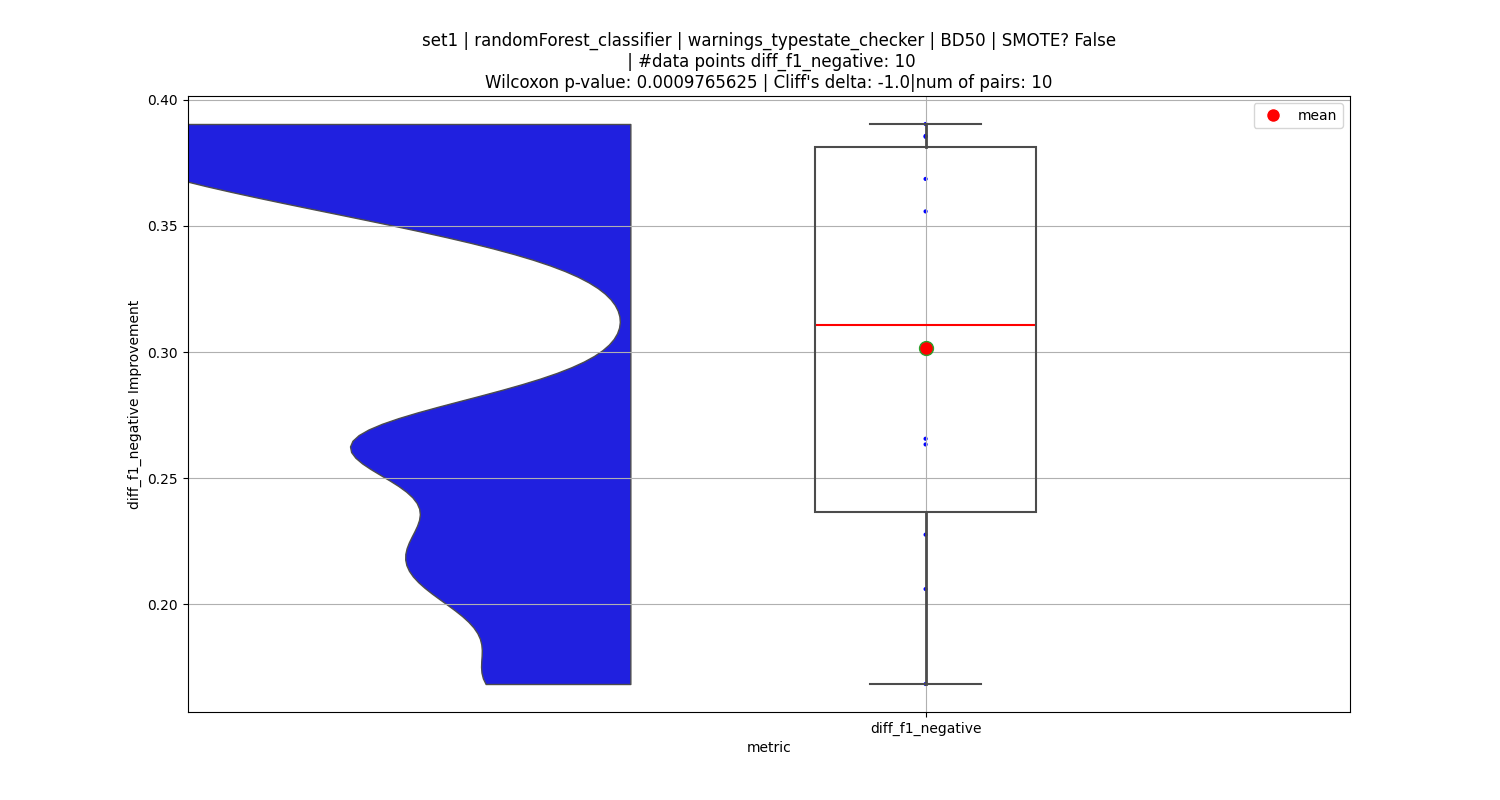 set1 | randomForest_classifier | warnings_typestate_checker | BD50 | SMOTE? False
| #data points diff_f1_negative: 10
Wilcoxon p-value: 0.0009765625 | Cliff's delta: -1.0|num of pairs: 10
mean
0.40
0.35
0.30
0.25
0.20
diff_f1_negative Improvement
diff_f1_negative
metric